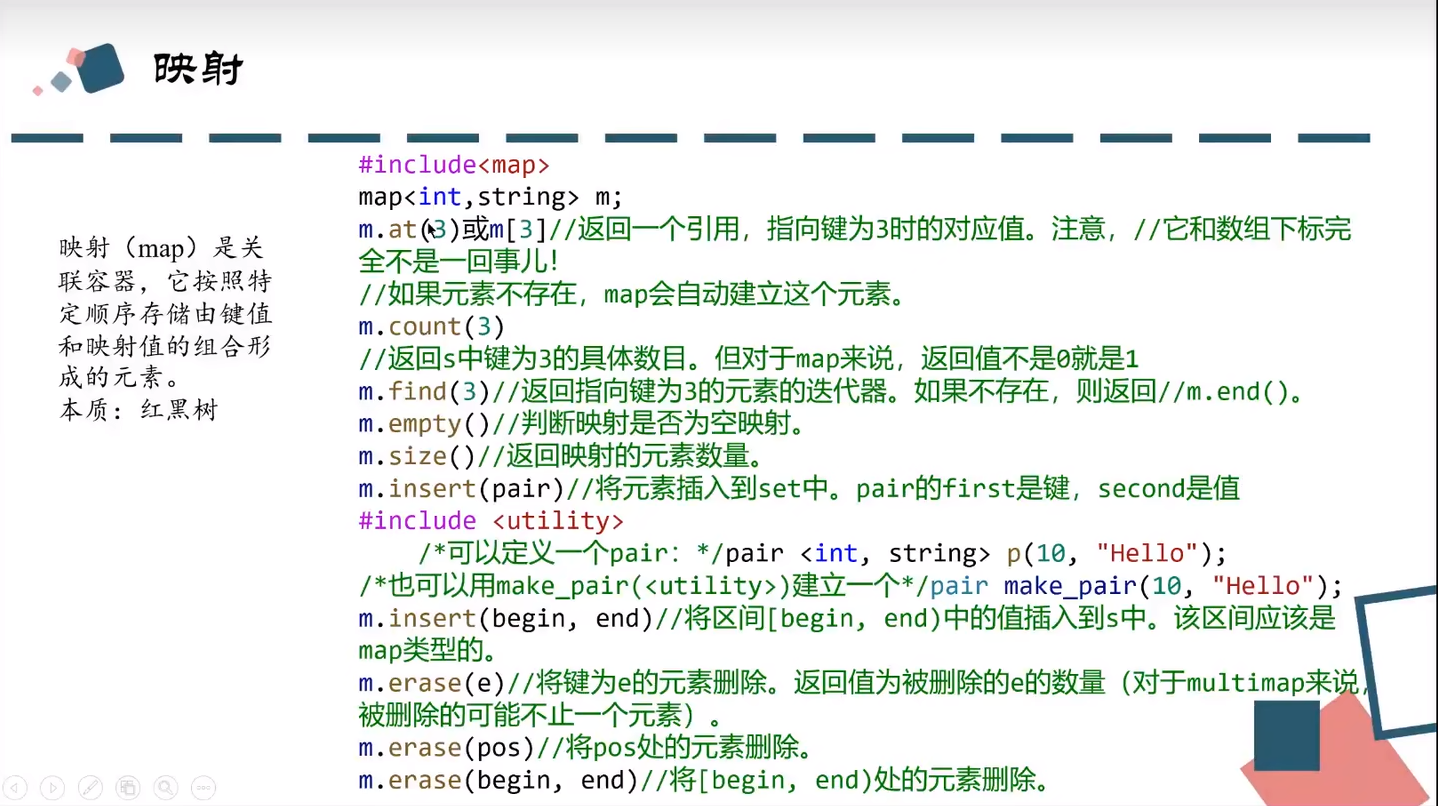 映射
映射（map）是关
联容器，它按照特
定顺序存储由键值
和映射值的组合形
成的元素。
本质：红黑树
#include<map>
map<int,string> m;
m.at(3)或m[3]//返回一个引用，指向键为3时的对应值。注意，//它和数组下标完
全不是一回事儿！
//如果元素不存在，map会自动建立这个元素。
m.count(3)
//返回s中键为3的具体数目。但对于map来说，返回值不是0就是1
m.find(3)//返回指向键为3的元素的迭代器。如果不存在，则返回//m.end()。
m.empty()//判断映射是否为空映射。
m.size()//返回映射的元素数量。
m.insert(pair)//将元素插入到set中。pair的first是键，second是值
#include <utility>
/*可以定义一个pair：*/pair <int, string> p(10, "Hello");
/*也可以用make_pair(<utility>)建立一个*/pair make_pair(10, "Hello");
m.insert(begin, end)//将区间[begin, end)中的值插入到s中。该区间应该是
map类型的。
m.erase(e)//将键为e的元素删除。返回值为被删除的e的数量（对于multimap来说，
被删除的可能不止一个元素）。
m.erase(pos)//将pos处的元素删除。
m.erase(begin, end)//将[begin, end)处的元素删除。